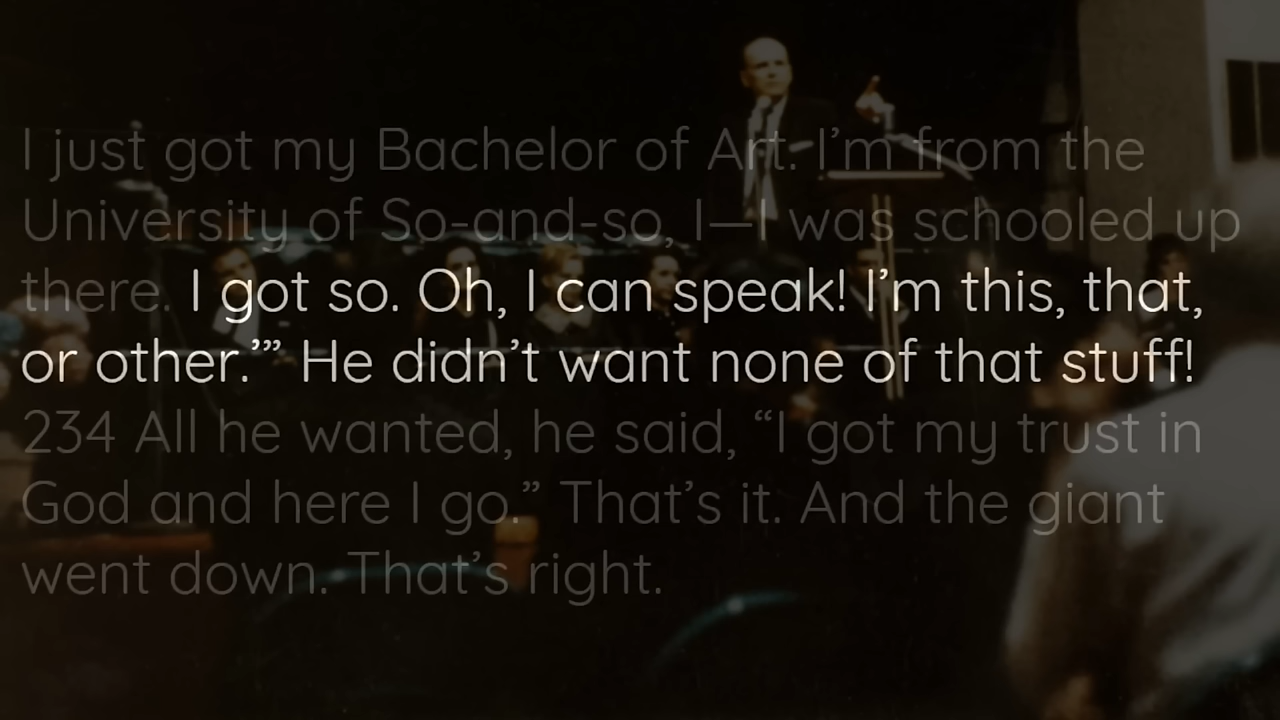 I just got my Bachelor of Art. I’m from the
University of So-and-so, I—I was schooled up
there. I got so. Oh, I can speak! I’m this, that,
or other.’” He didn’t want none of that stuff!
234 All he wanted, he said, “I got my trust in
God and here I go.” That’s it. And the giant
went down. That’s right.